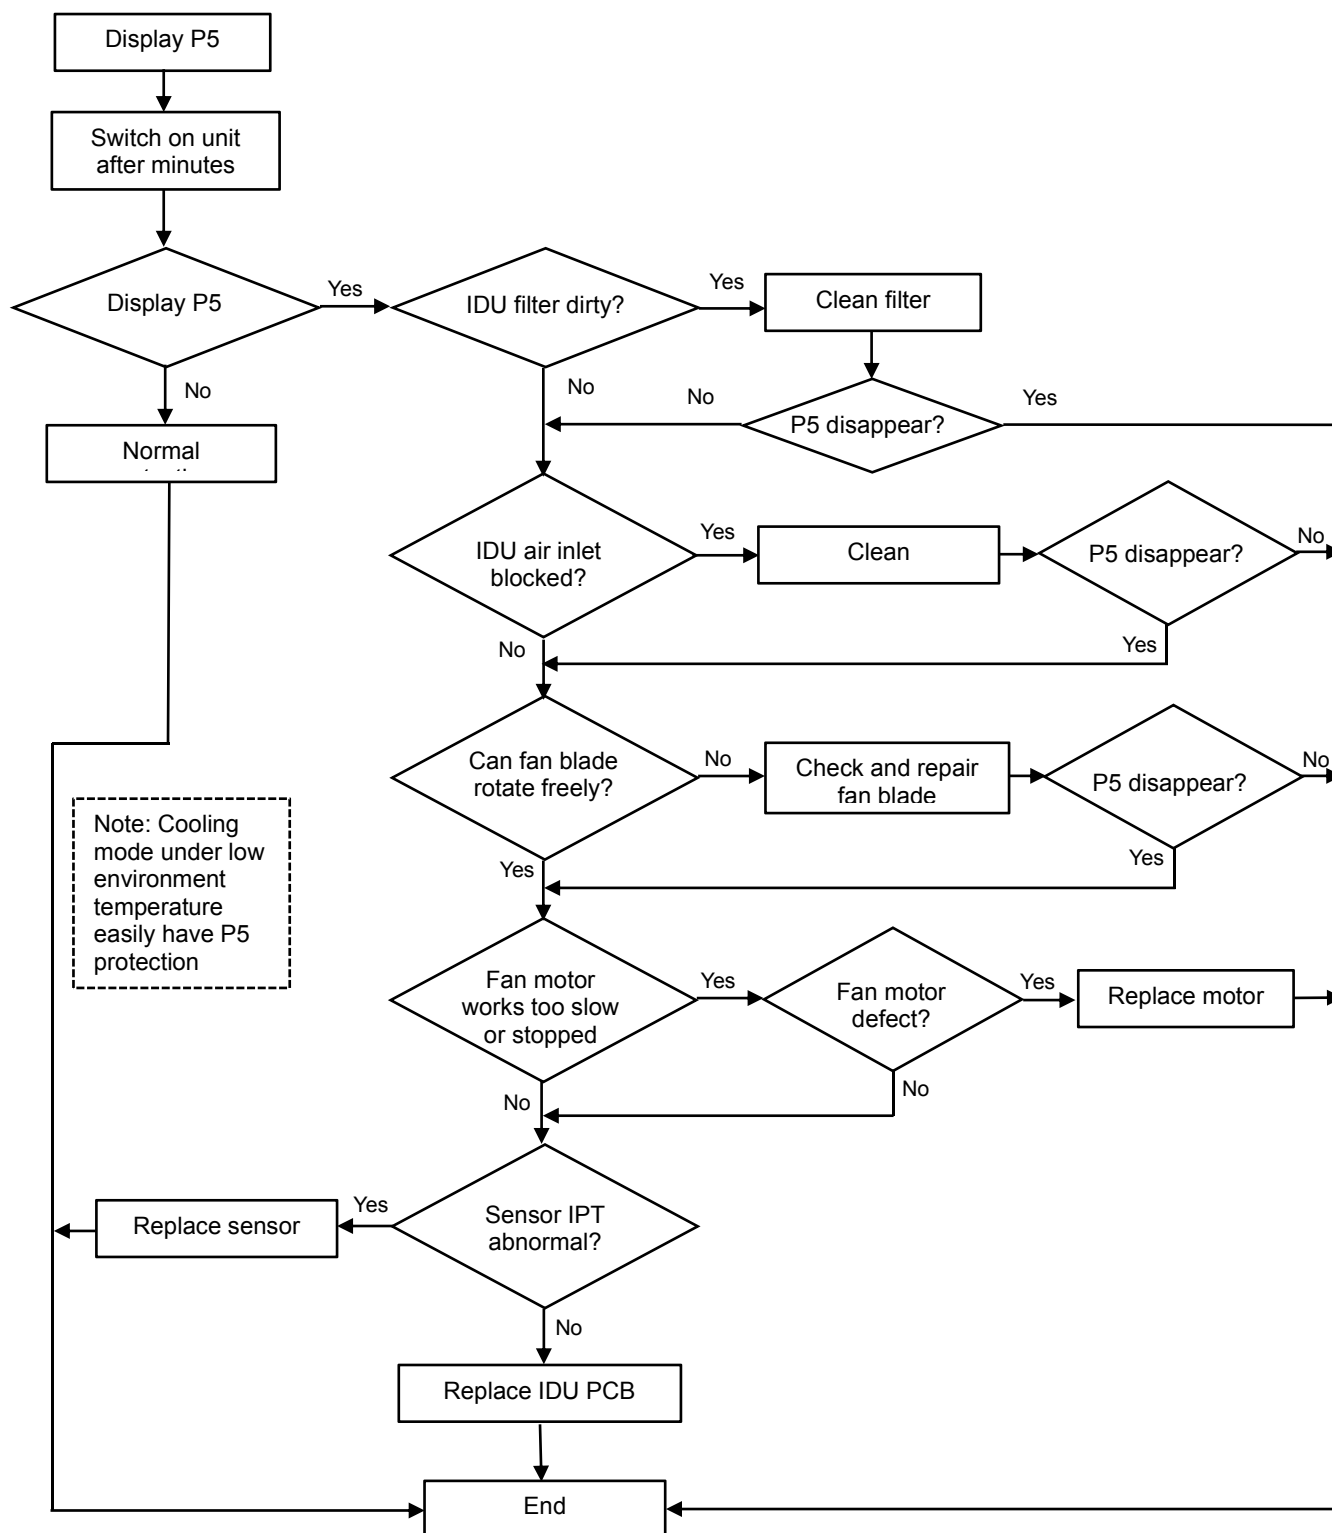 Display P5
Switch on unit
after minutes
Display P5
Yes
IDU filter dirty?
Yes
Clean filter
No
No
No
P5 disappear?
Yes
Normal
IDU air inlet
blocked?
Yes
Clean
P5 disappear?
No
No
Yes
Can fan blade
rotate freely?
No
Check and repair
fan blade
P5 disappear?
No
Yes
Yes
Note: Cooling
mode under low
environment
temperature
easily have P5
protection
Fan motor
works too slow
or stopped
Yes
Fan motor
defect?
Yes
Replace motor
No
No
Sensor IPT
abnormal?
Yes
Replace sensor
No
Replace IDU PCB
End